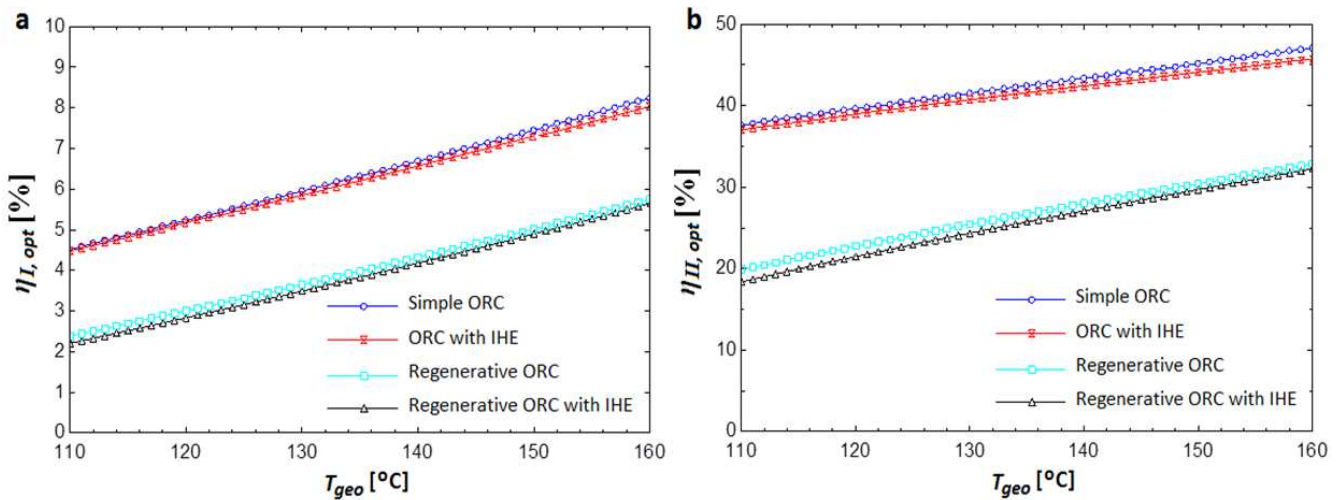 a
10
9
8
7
6
5
4
3
2
1
0
ηI, opt [%]
Simple ORC
ORC with IHE
Regenerative ORC
Regenerative ORC with IHE
110 120 130 140 150 160
Tgeo [ºC]
b
50
40
30
20
10
0
ηII, opt [%]
Simple ORC
ORC with IHE
Regenerative ORC
Regenerative ORC with IHE
110 120 130 140 150 160
Tgeo [ºC]